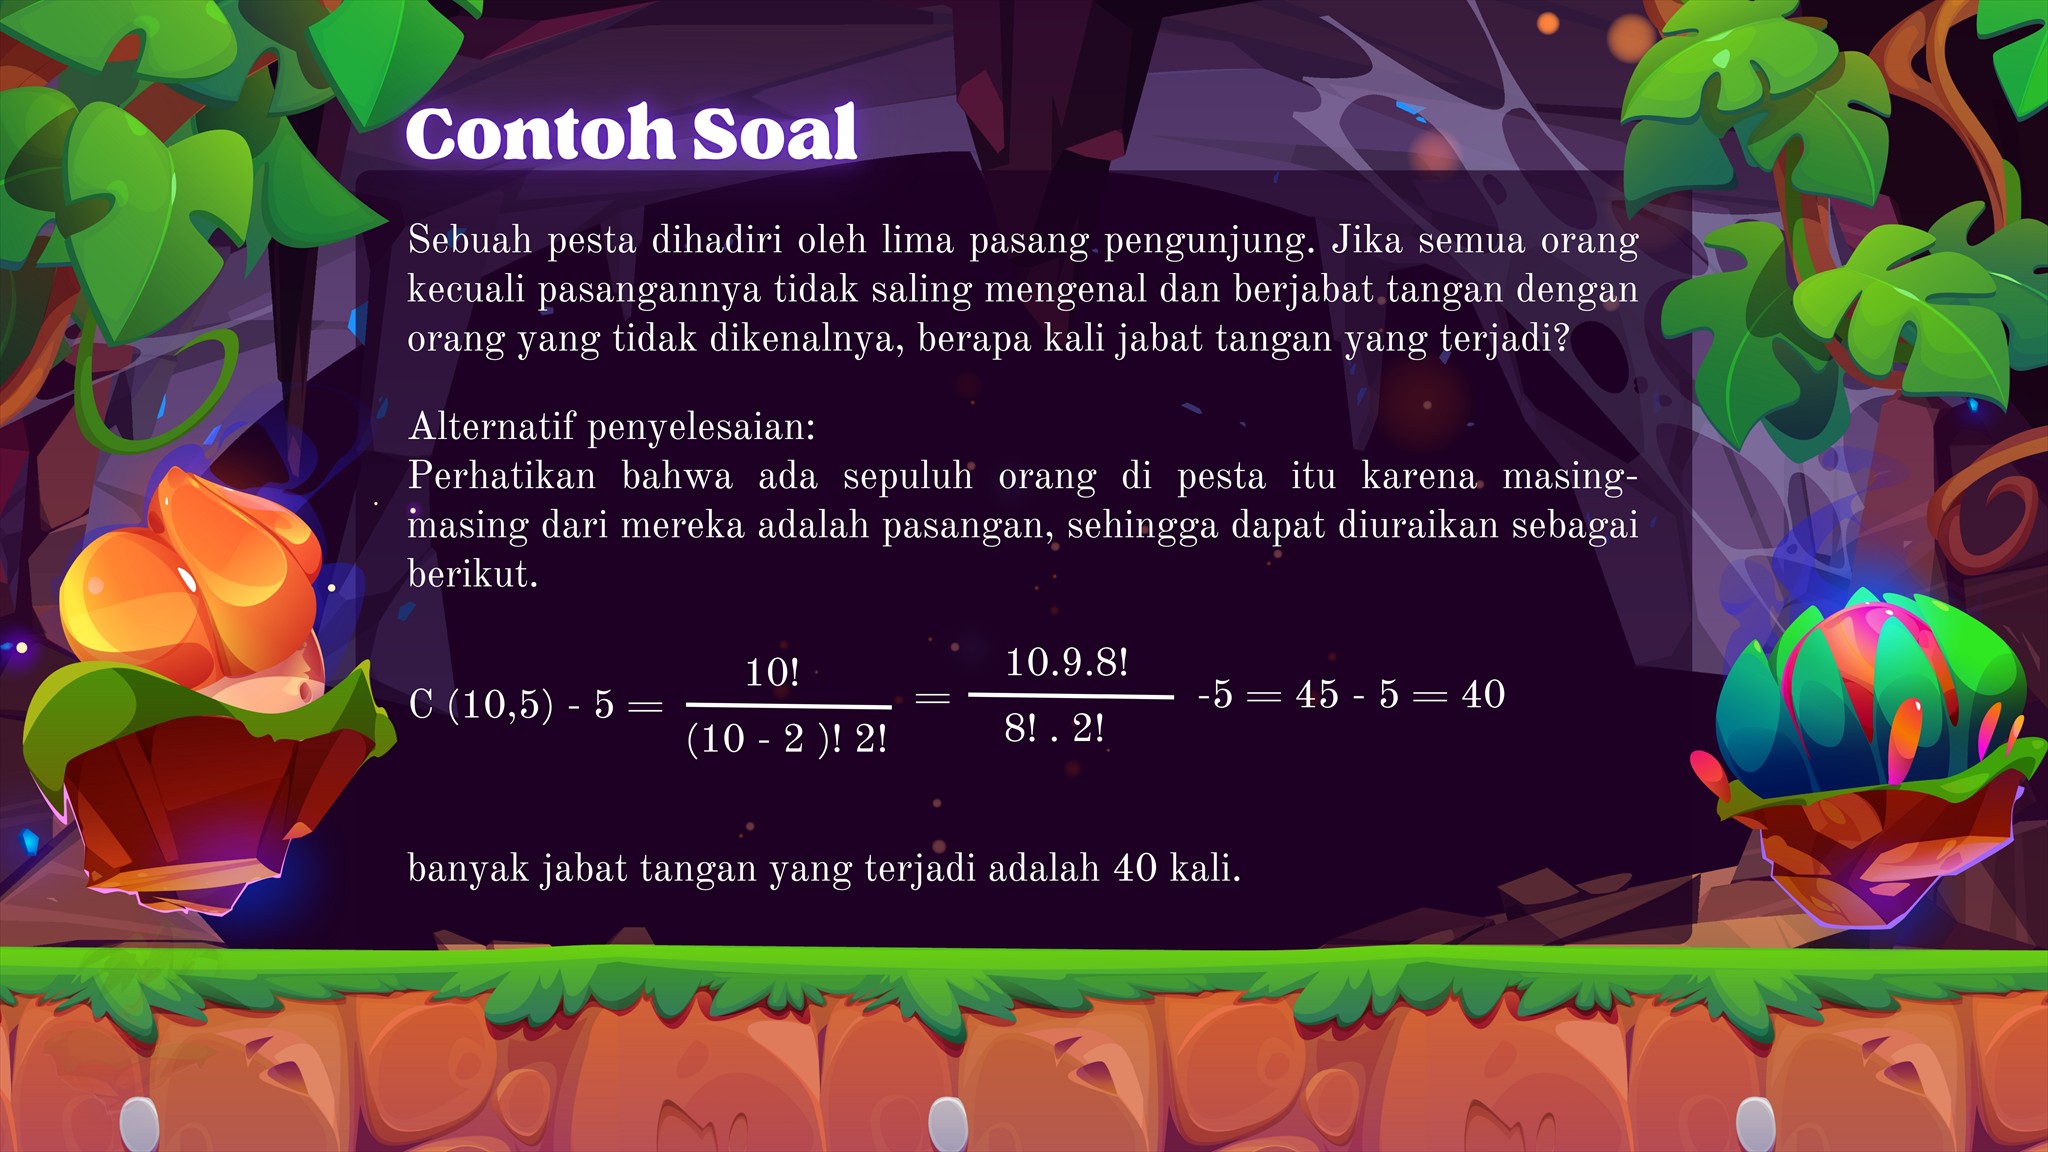 Contoh Soal
Sebuah pesta dihadiri oleh lima pasang pengunjung. Jika semua orang
kecuali pasangannya tidak saling mengenal dan berjabat tangan dengan
orang yang tidak dikenalnya, berapa kali jabat tangan yang terjadi?
Alternatif penyelesaian:
Perhatikan bahwa ada sepuluh orang di pesta itu karena masing-
masing dari mereka adalah pasangan, sehingga dapat diuraikan sebagai
berikut.
C (10,5) - 5 = 10! / (10 - 2 )! 2! = 10.9.8! / 8! . 2! -5 = 45 - 5 = 40
banyak jabat tangan yang terjadi adalah 40 kali.